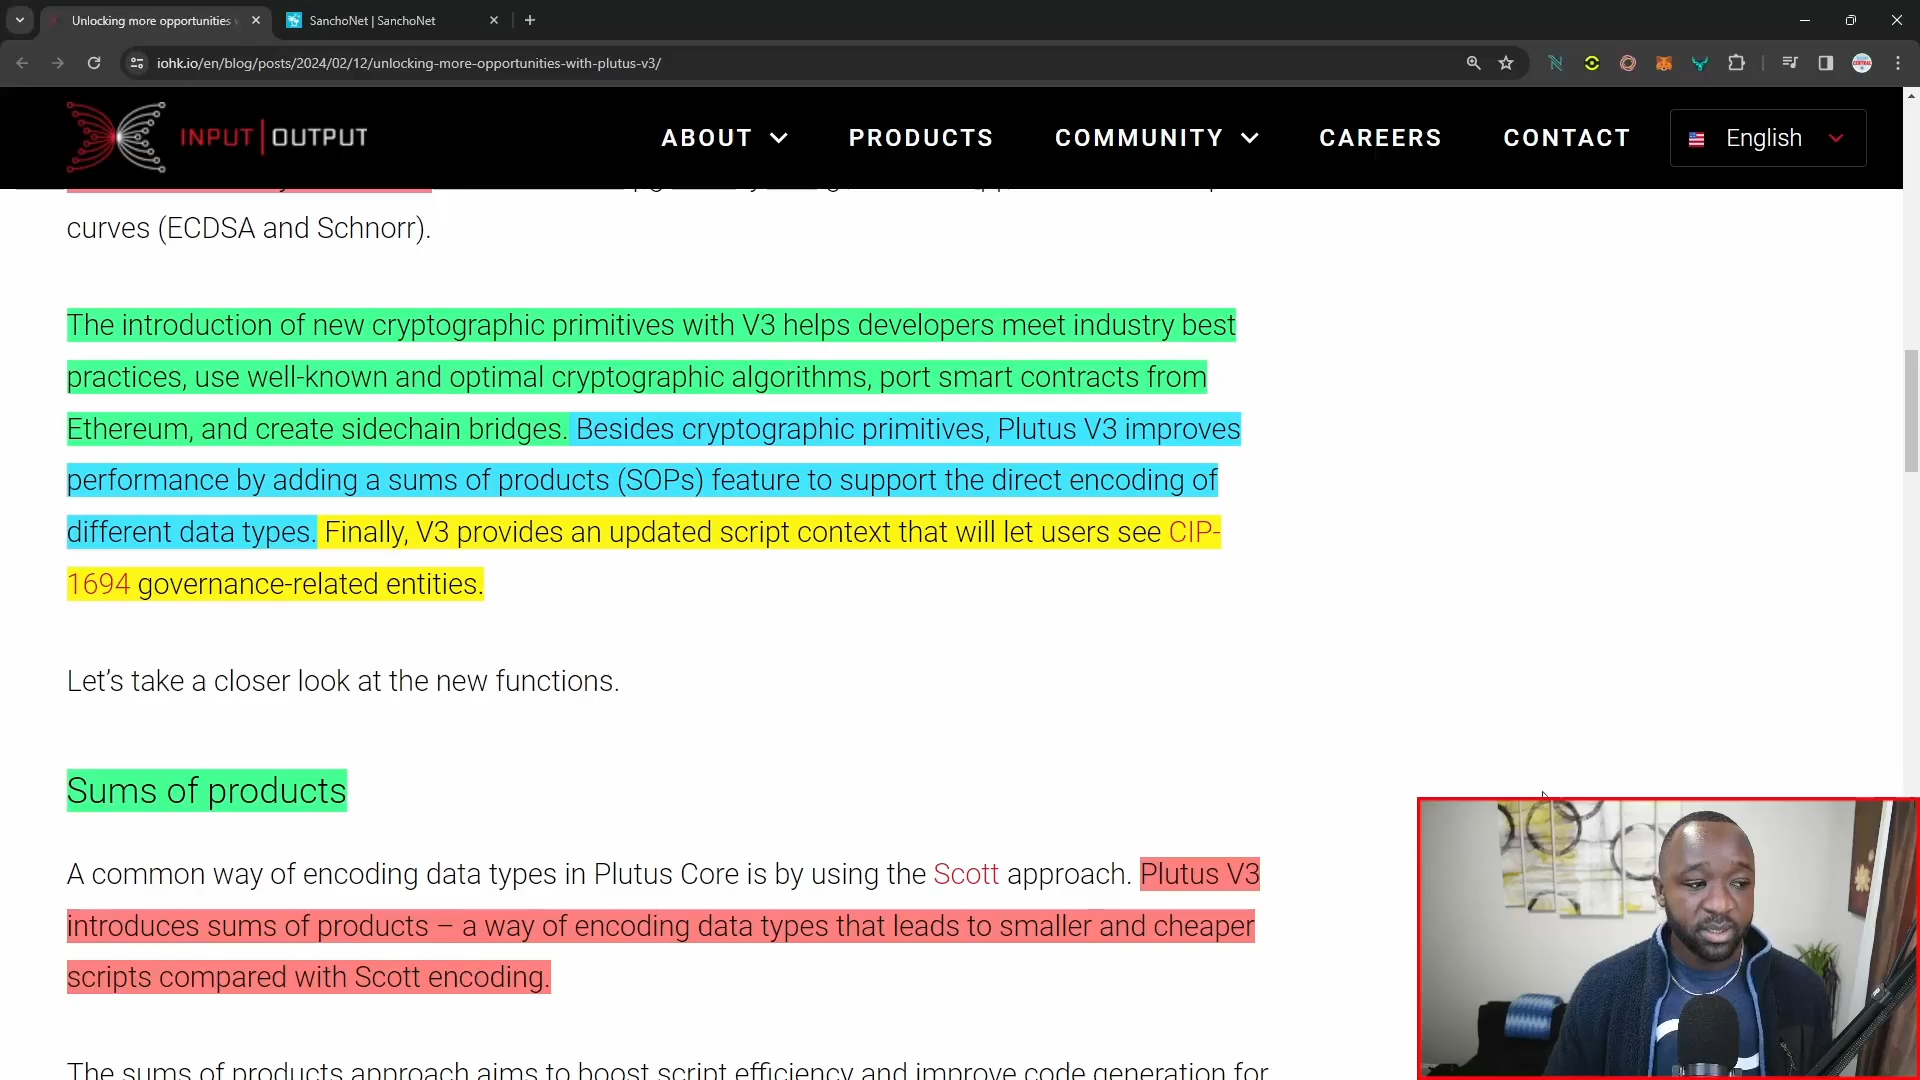 Unlocking more opportunities
SanchoNet | SanchoNet
iohk.io/en/blog/posts/2024/02/12/unlocking-more-opportunities-with-plutus-v3/
INPUT | OUTPUT
ABOUT
PRODUCTS
COMMUNITY
CAREERS
CONTACT
English
curves (ECDSA and Schnorr).
The introduction of new cryptographic primitives with V3 helps developers meet industry best
practices, use well-known and optimal cryptographic algorithms, port smart contracts from
Ethereum, and create sidechain bridges. Besides cryptographic primitives, Plutus V3 improves
performance by adding a sums of products (SOPs) feature to support the direct encoding of
different data types. Finally, V3 provides an updated script context that will let users see CIP-
1694 governance-related entities.
Let’s take a closer look at the new functions.
Sums of products
A common way of encoding data types in Plutus Core is by using the Scott approach. Plutus V3
introduces sums of products – a way of encoding data types that leads to smaller and cheaper
scripts compared with Scott encoding.
The sums of products approach aims to boost script efficiency and improve code generation for